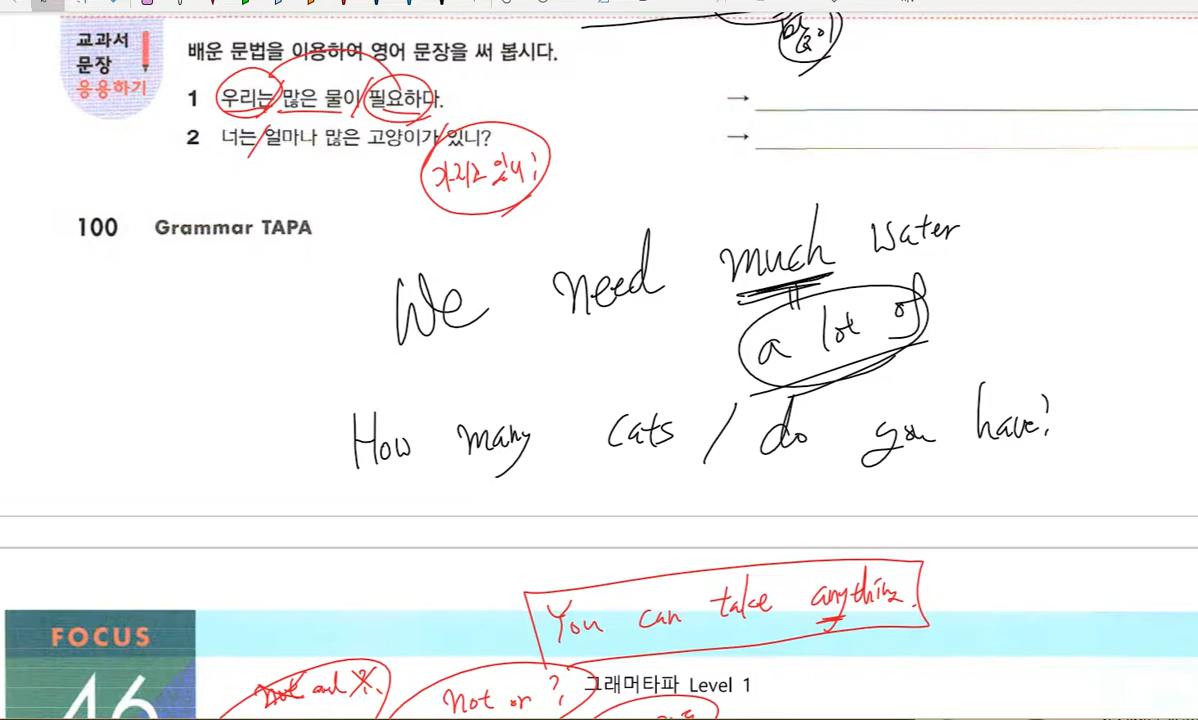 교과서
문장
응용하기
배운 문법을 이용하여 영어 문장을 써 봅시다.
1 우리는 많은 물이 필요하다. →
2 너는 얼마나 많은 고양이가 있니? →
가지고 있니?
100 Grammar TAPA
We need much water
a lot of
How many cats / do you have?
You can take anything.
FOCUS
46
not and X.
not or ?
그래머타파 Level 1